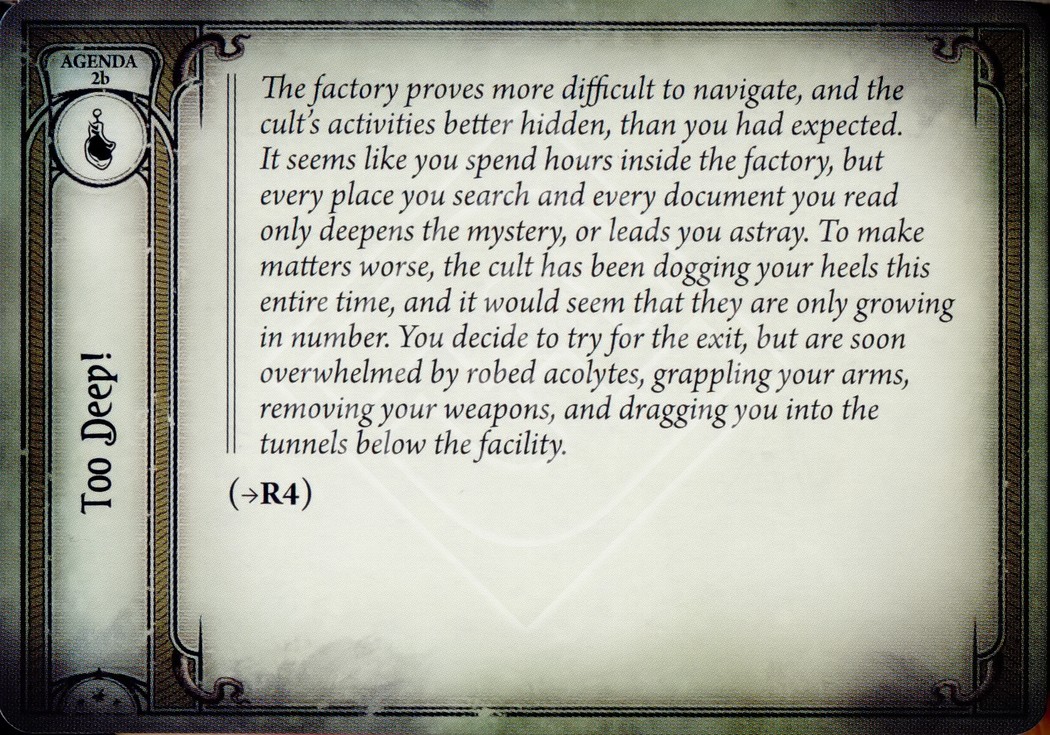 AGENDA
2b
Too Deep!
The factory proves more difficult to navigate, and the
cult's activities better hidden, than you had expected.
It seems like you spend hours inside the factory, but
every place you search and every document you read
only deepens the mystery, or leads you astray. To make
matters worse, the cult has been dogging your heels this
entire time, and it would seem that they are only growing
in number. You decide to try for the exit, but are soon
overwhelmed by robed acolytes, grappling your arms,
removing your weapons, and dragging you into the
tunnels below the facility.
(→R4)